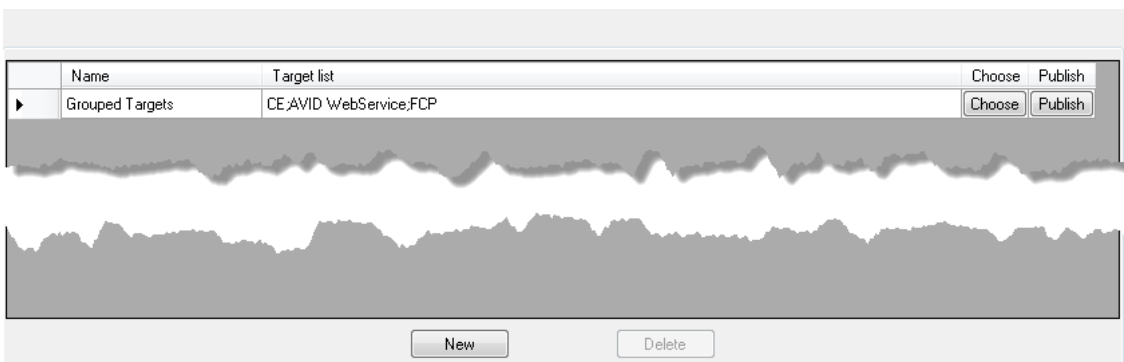 Name Target list Choose Publish
Grouped Targets CE;AVID WebService;FCP Choose Publish
New Delete